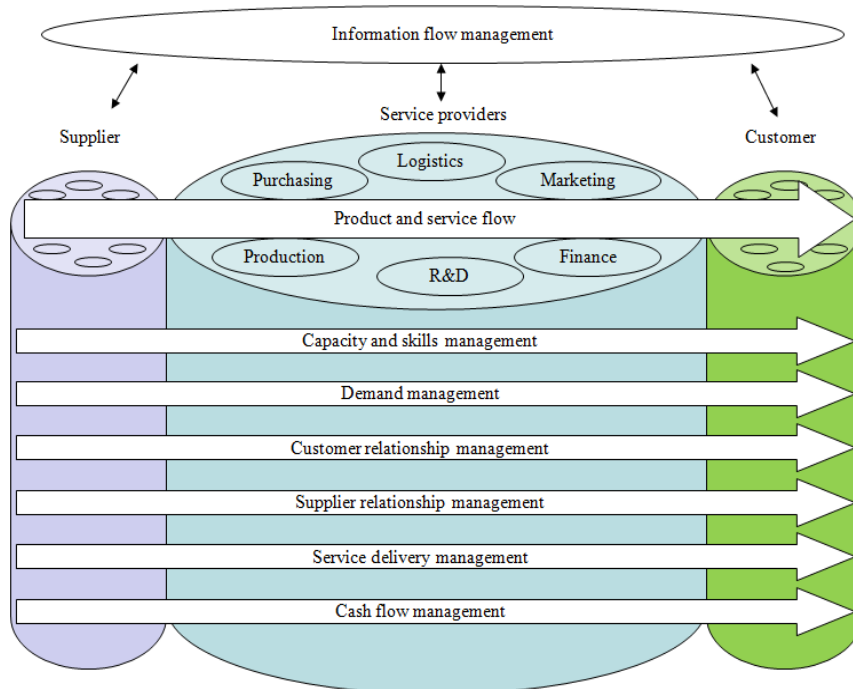 Information flow management
Service providers
Supplier
Customer
Logistics
Purchasing
Marketing
Product and service flow
Production
Finance
R&D
Capacity and skills management
Demand management
Customer relationship management
Supplier relationship management
Service delivery management
Cash flow management